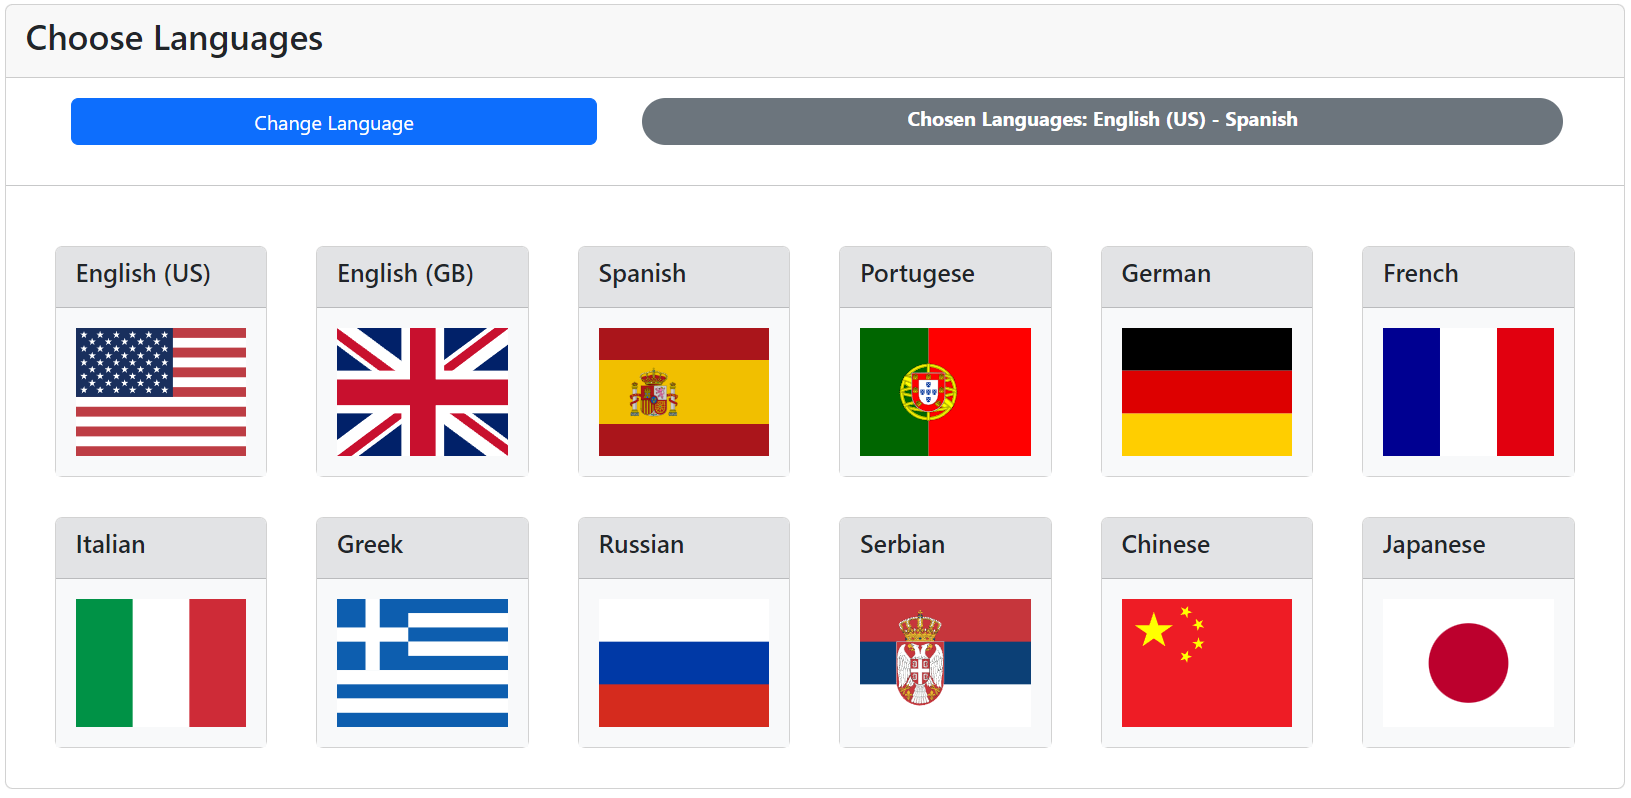 Choose Languages
Change Language
Chosen Languages: English (US) - Spanish
English (US)
English (GB)
Spanish
Portugese
German
French
Italian
Greek
Russian
Serbian
Chinese
Japanese